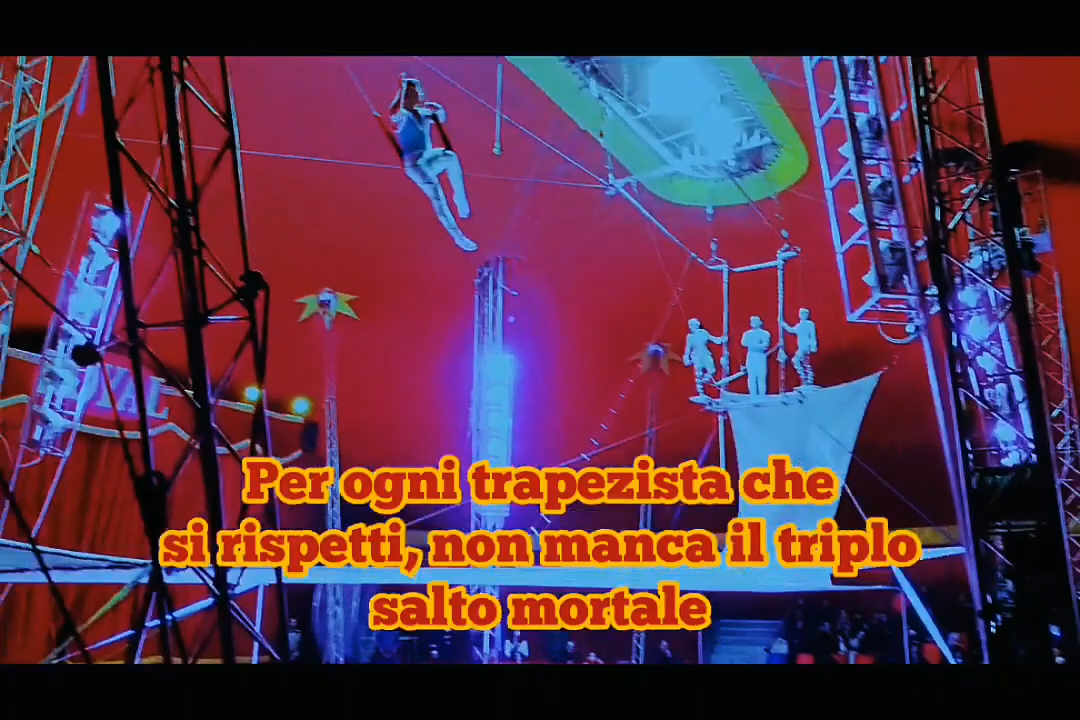 Per ogni trapezista che
si rispetti, non manca il triplo
salto mortale